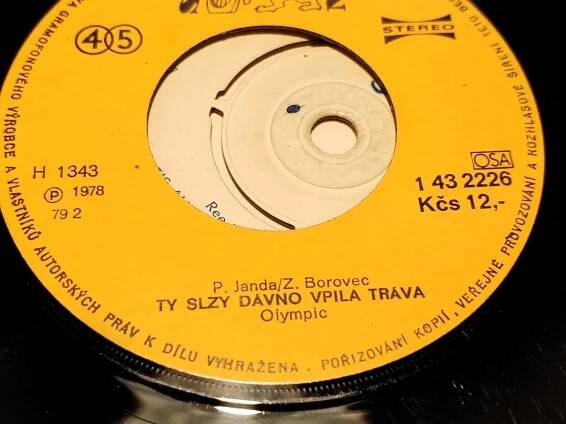 45
STEREO
H 1343
Ⓟ 1978
79 2
OSA
1 43 2226
Kčs 12,-
P. Janda/Z. Borovec
TY SLZY DÁVNO VPILA TRÁVA
Olympic
GRAMOFONOVÉHO VÝROBCE A VLASTNÍKŮ AUTORSKÝCH PRÁV K DÍLU VYHRAŽENA. POŘIZOVÁNÍ KOPIÍ, VEŘEJNÉ PROVOZOVÁNÍ A ROZHLASOVÉ ŠÍŘENÍ TÉTO